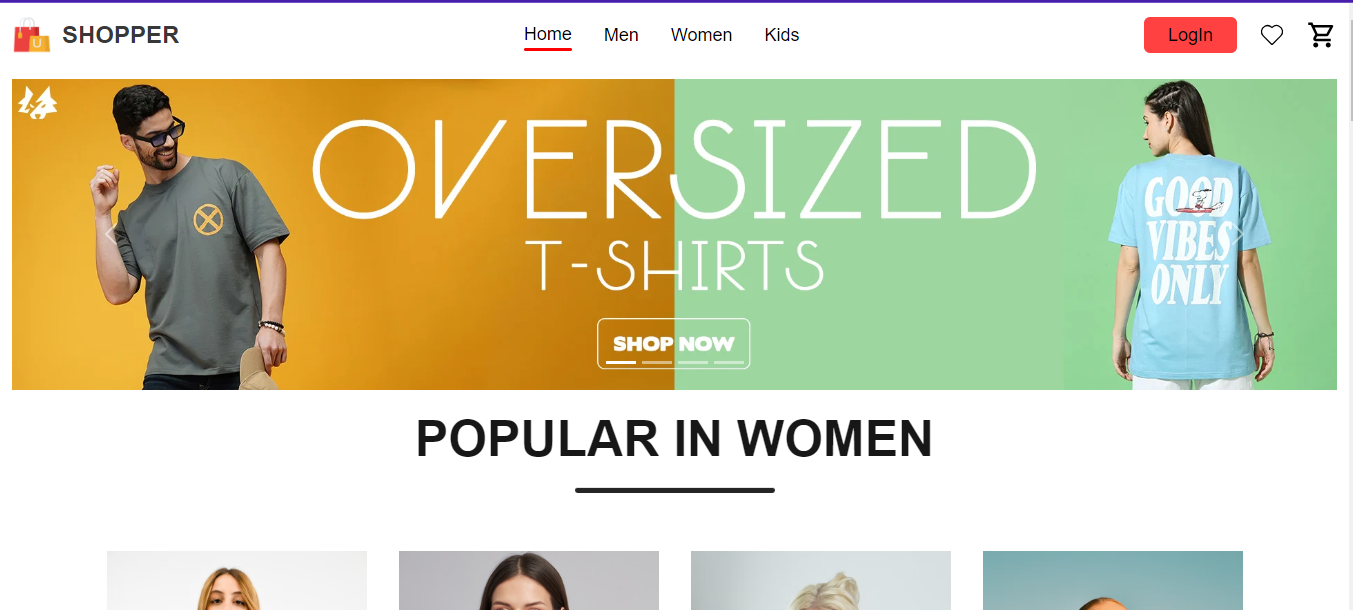 SHOPPER
Home
Men
Women
Kids
LogIn
OVERSIZED
T-SHIRTS
SHOP NOW
GOOD
VIBES
ONLY
POPULAR IN WOMEN